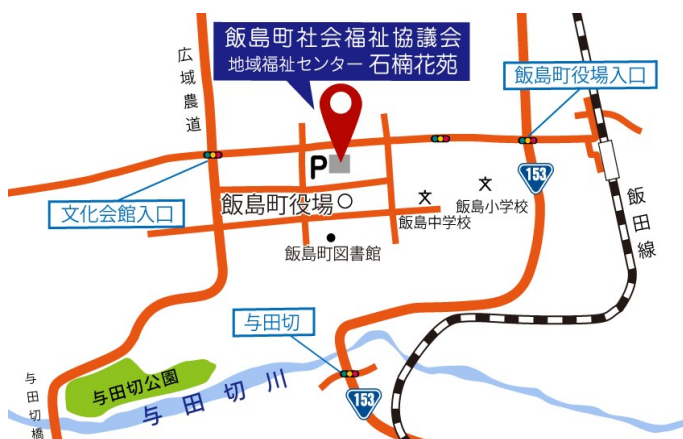 飯島町社会福祉協議会
地域福祉センター 石楠花苑
広域農道
飯島町役場入口
P
153
文化会館入口
飯島町役場
文
飯島中学校
文
飯島小学校
飯田線
飯島町図書館
与田切
与田切公園
与田切川
153
与田切橋